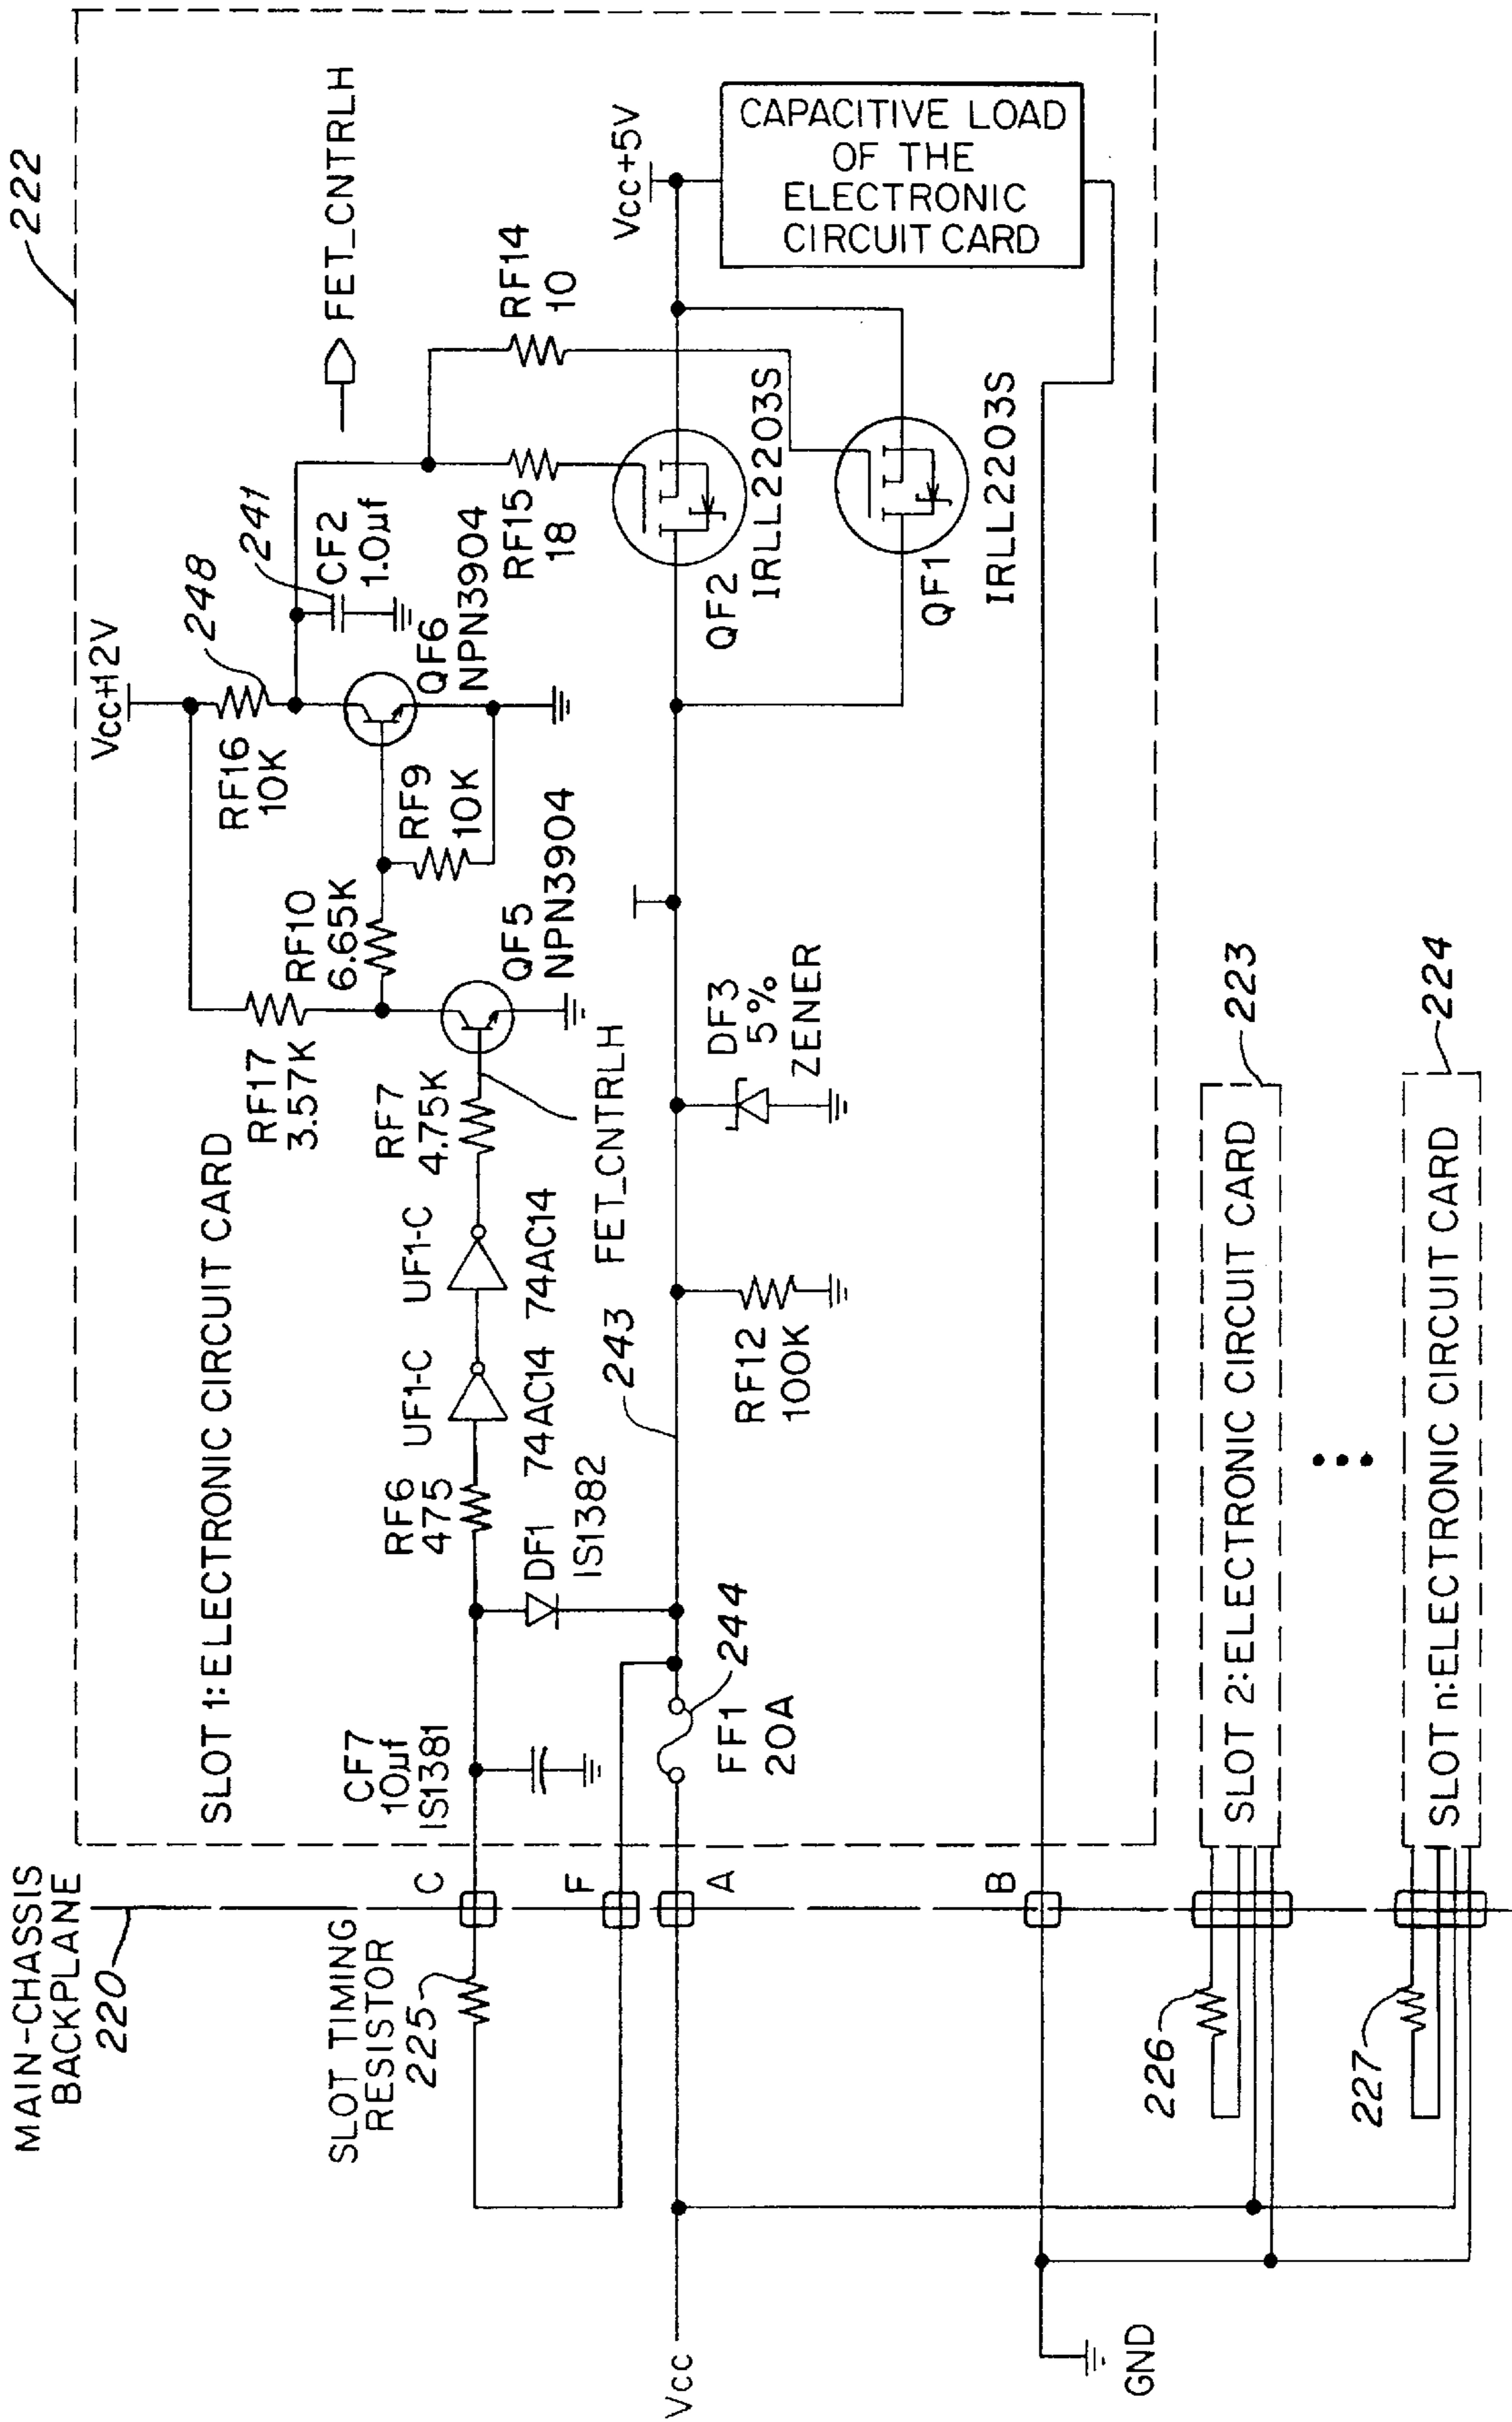 MAIN-CHASSIS
BACKPLANE
220
222
SLOT 1:ELECTRONIC CIRCUIT CARD
SLOT TIMING
RESISTOR
225
C
F
A
B
CF7
10µf
IS1381
RF6
475
DF1
IS1382
UF1-C
74AC14
UF1-C
74AC14
RF7
4.75K
FET_CNTRLH
RF17
3.57K
RF10
6.65K
QF5
NPN3904
RF9
10K
RF16
10K
Vcc+12V
248
241
CF2
1.0µf
QF6
NPN3904
FET_CNTRLH
RF15
18
RF14
10
QF2
IRLL2203S
QF1
IRLL2203S
Vcc+5V
CAPACITIVE LOAD
OF THE
ELECTRONIC
CIRCUIT CARD
FF1
20A
244
243
RF12
100K
DF3
5%
ZENER
Vcc
GND
226
SLOT 2:ELECTRONIC CIRCUIT CARD
223
227
SLOT n:ELECTRONIC CIRCUIT CARD
224